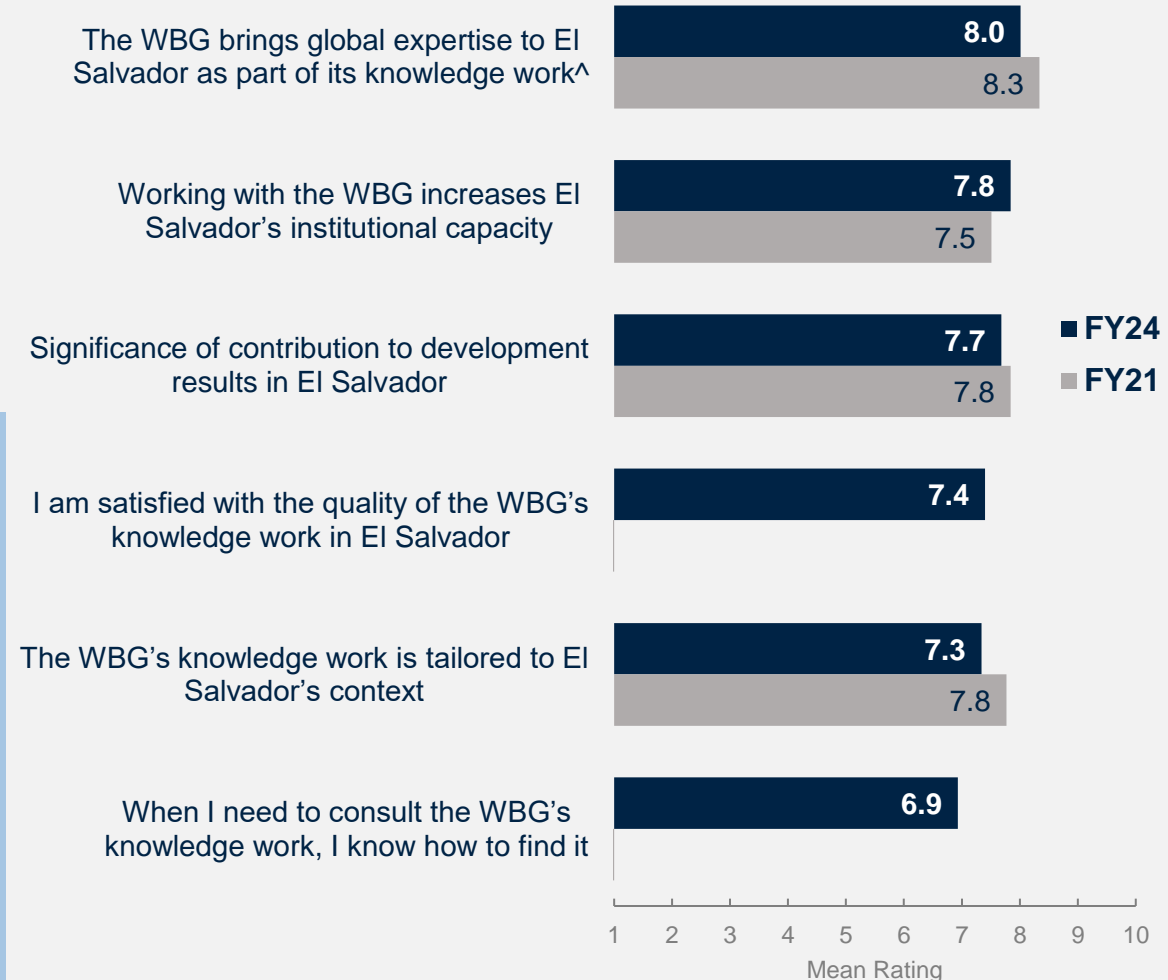 The WBG brings global expertise to El
Salvador as part of its knowledge work^
8.0
8.3
Working with the WBG increases El
Salvador’s institutional capacity
7.8
7.5
Significance of contribution to development
results in El Salvador
7.7
7.8
FY24
FY21
I am satisfied with the quality of the WBG’s
knowledge work in El Salvador
7.4
The WBG’s knowledge work is tailored to El
Salvador’s context
7.3
7.8
When I need to consult the WBG’s
knowledge work, I know how to find it
6.9
1 2 3 4 5 6 7 8 9 10
Mean Rating